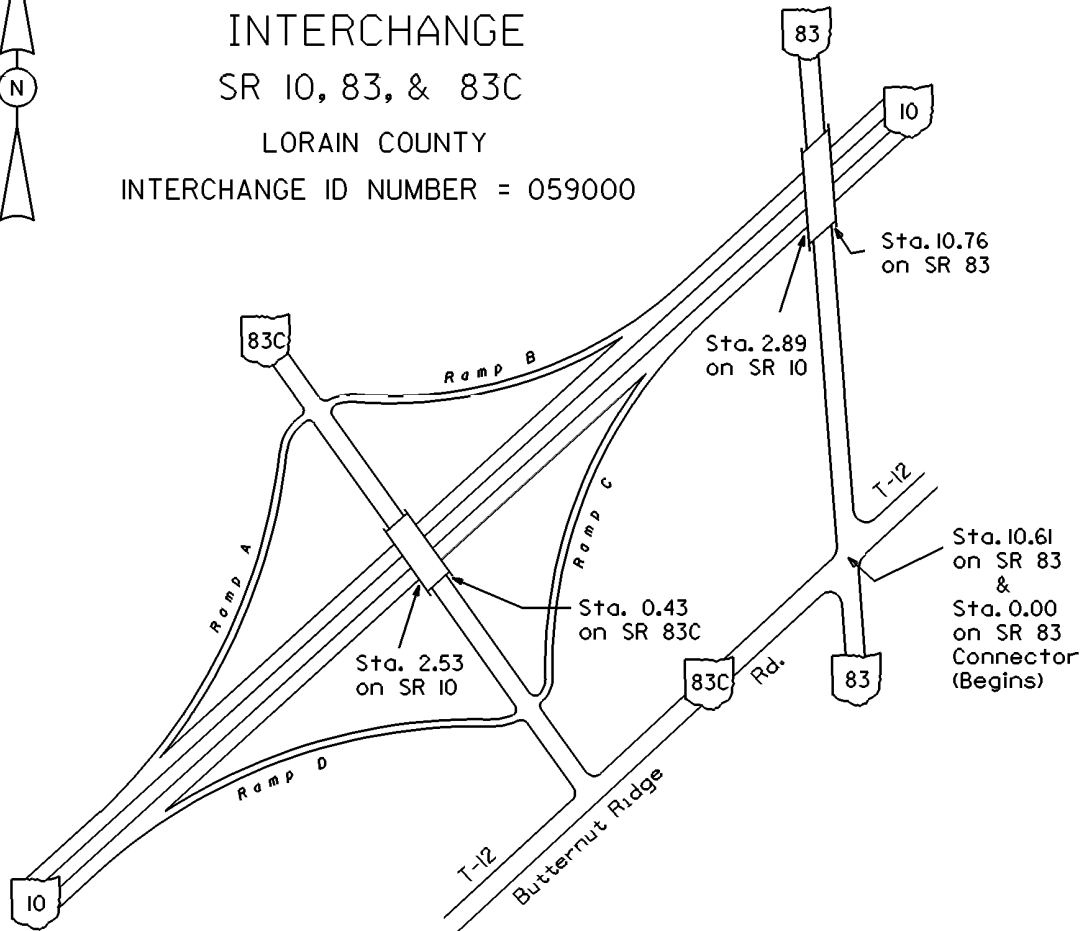 INTERCHANGE
SR 10, 83, & 83C
LORAIN COUNTY
INTERCHANGE ID NUMBER = 059000
N
83
10
Sta. 10.76
on SR 83
Sta. 2.89
on SR 10
83C
Ramp B
Ramp A
Ramp C
T-12
Sta. 10.61
on SR 83
&
Sta. 0.00
on SR 83
Connector
(Begins)
Sta. 0.43
on SR 83C
Sta. 2.53
on SR 10
83C
Rd.
83
Ramp D
Butternut Ridge
T-12
10